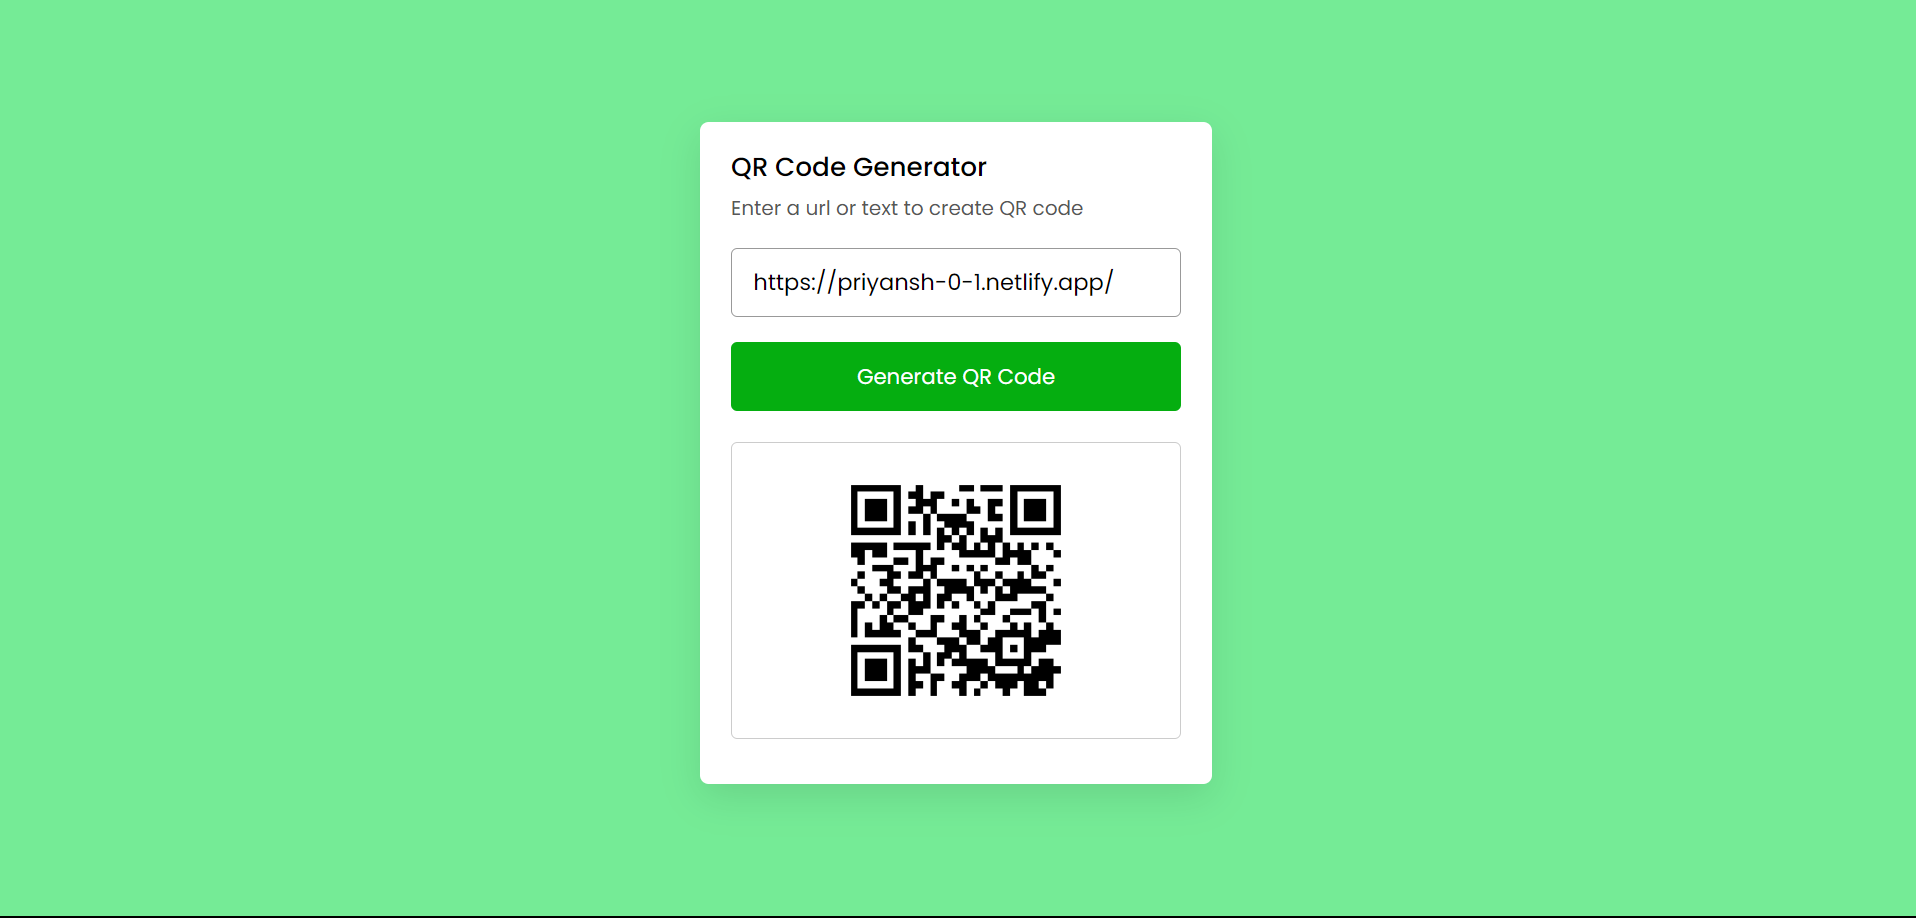 QR Code Generator
Enter a url or text to create QR code
https://priyansh-0-1.netlify.app/
Generate QR Code